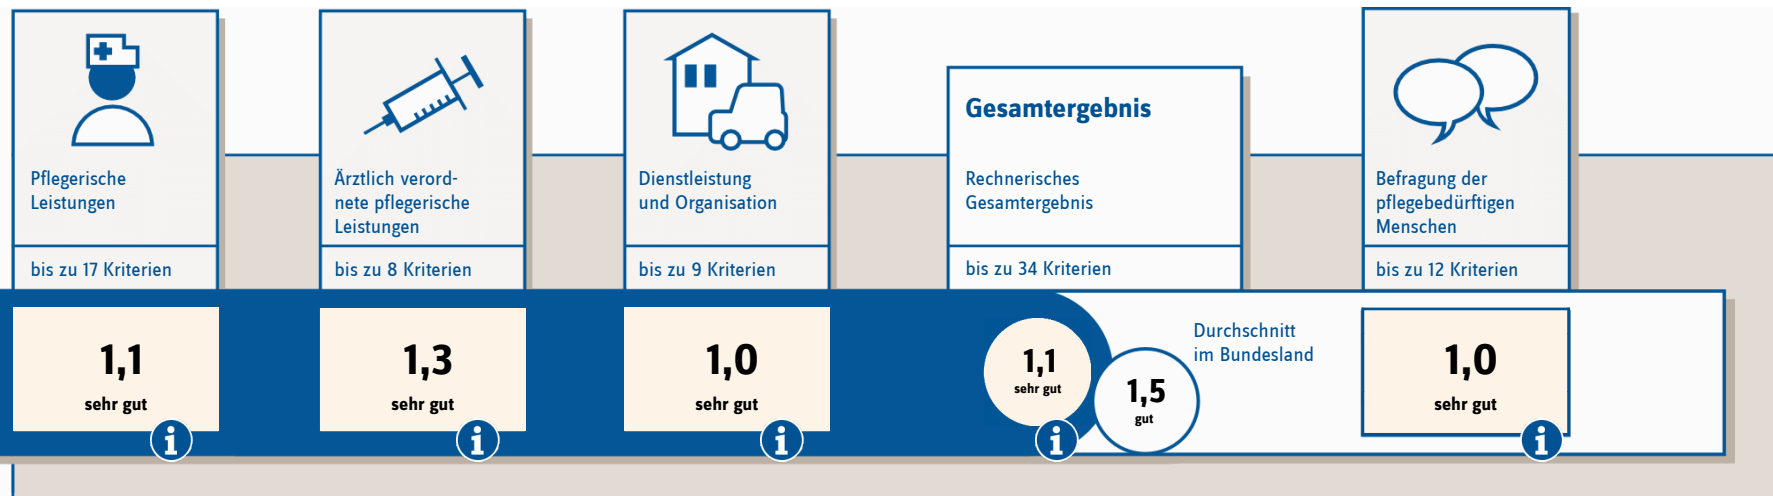 Pflegerische
Leistungen
bis zu 17 Kriterien
1,1
sehr gut
i
Ärztlich verord-
nete pflegerische
Leistungen
bis zu 8 Kriterien
1,3
sehr gut
i
Dienstleistung
und Organisation
bis zu 9 Kriterien
1,0
sehr gut
i
Gesamtergebnis
Rechnerisches
Gesamtergebnis
bis zu 34 Kriterien
1,1
sehr gut
i
1,5
gut
Durchschnitt
im Bundesland
Befragung der
pflegebedürftigen
Menschen
bis zu 12 Kriterien
1,0
sehr gut
i